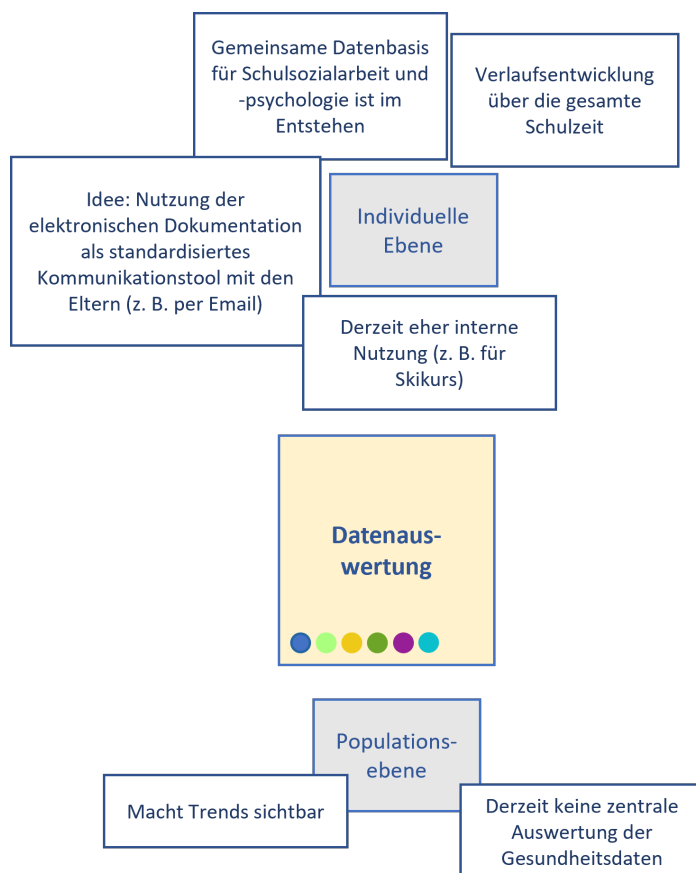 Gemeinsame Datenbasis
für Schulsozialarbeit und
-psychologie ist im
Entstehen
Verlaufsentwicklung
über die gesamte
Schulzeit
Idee: Nutzung der
elektronischen Dokumentation
als standardisiertes
Kommunikationstool mit den
Eltern (z. B. per Email)
Individuelle
Ebene
Derzeit eher interne
Nutzung (z. B. für
Skikurs)
Datenaus-
wertung
Populations-
ebene
Macht Trends sichtbar
Derzeit keine zentrale
Auswertung der
Gesundheitsdaten